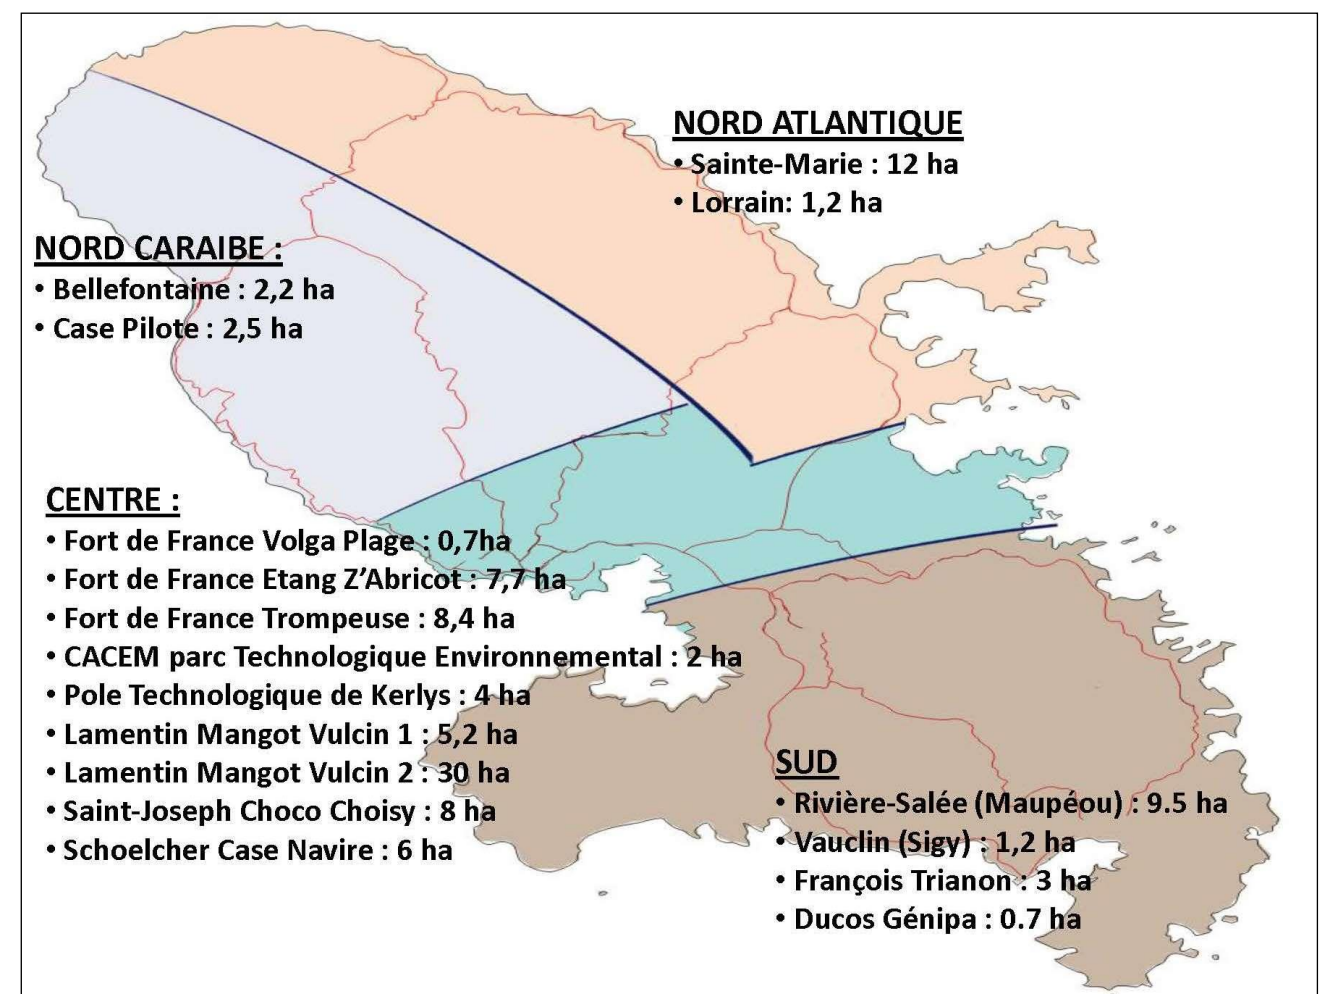 NORD ATLANTIQUE
• Sainte-Marie : 12 ha
• Lorrain: 1,2 ha
NORD CARAIBE :
• Bellefontaine : 2,2 ha
• Case Pilote : 2,5 ha
CENTRE :
• Fort de France Volga Plage : 0,7ha
• Fort de France Etang Z’Abricot : 7,7 ha
• Fort de France Trompeuse : 8,4 ha
• CACEM parc Technologique Environnemental : 2 ha
• Pole Technologique de Kerlys : 4 ha
• Lamentin Mangot Vulcin 1 : 5,2 ha
• Lamentin Mangot Vulcin 2 : 30 ha
• Saint-Joseph Choco Choisy : 8 ha
• Schoelcher Case Navire : 6 ha
SUD
• Rivière-Salée (Maupéou) : 9.5 ha
• Vauclin (Sigy) : 1,2 ha
• François Trianon : 3 ha
• Ducos Génipa : 0.7 ha